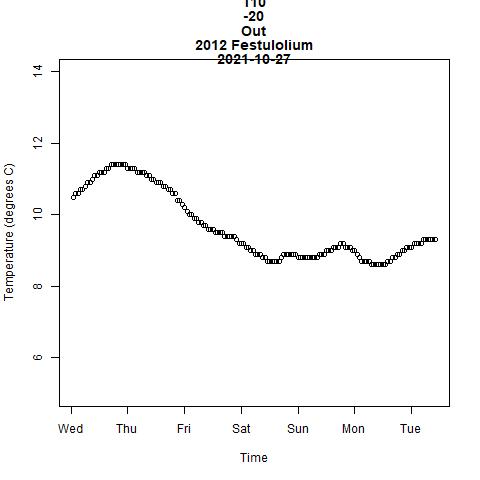 110
-20
Out
2012 Festulolium
2021-10-27
14
12
10
8
6
Temperature (degrees C)
Wed Thu Fri Sat Sun Mon Tue
Time